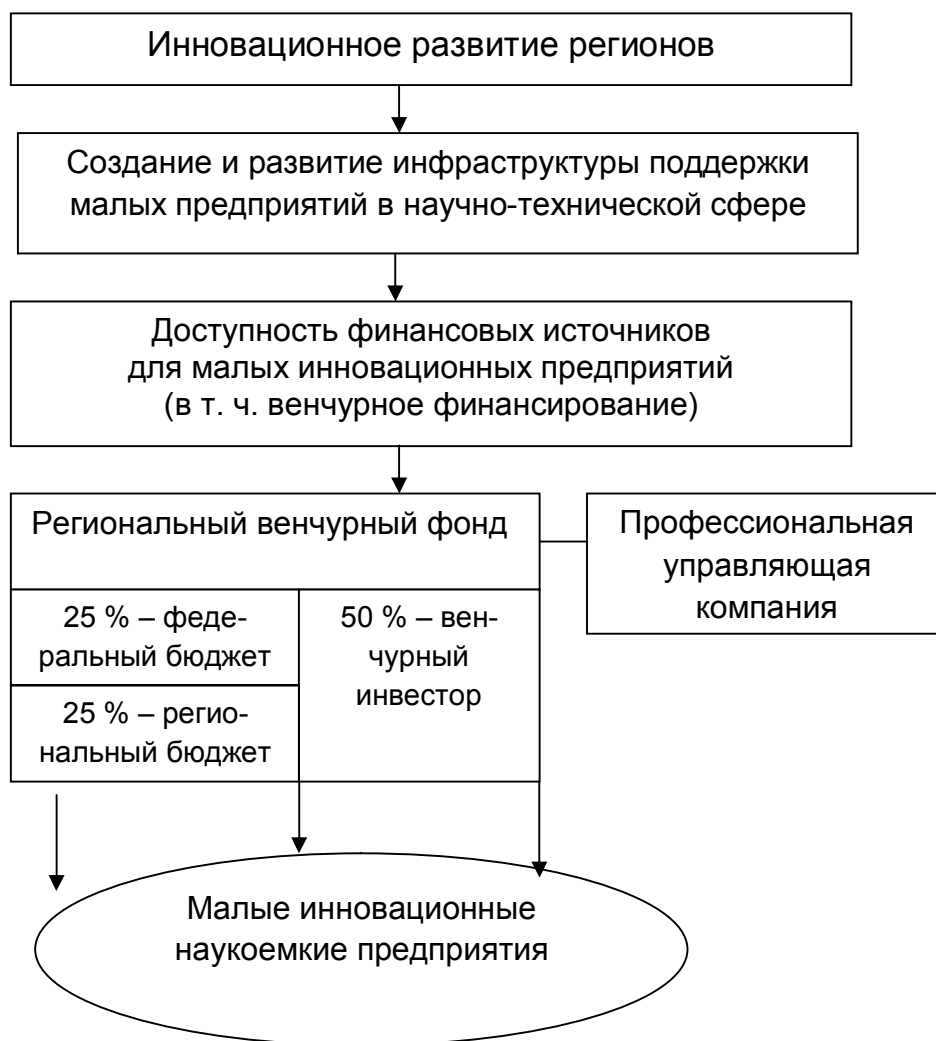 Инновационное развитие регионов
Создание и развитие инфраструктуры поддержки
малых предприятий в научно-технической сфере
Доступность финансовых источников
для малых инновационных предприятий
(в т. ч. венчурное финансирование)
Региональный венчурный фонд
Профессиональная
управляющая
компания
25 % – феде-
ральный бюджет
50 % – вен-
чурный
инвестор
25 % – регио-
нальный бюджет
Малые инновационные
наукоемкие предприятия